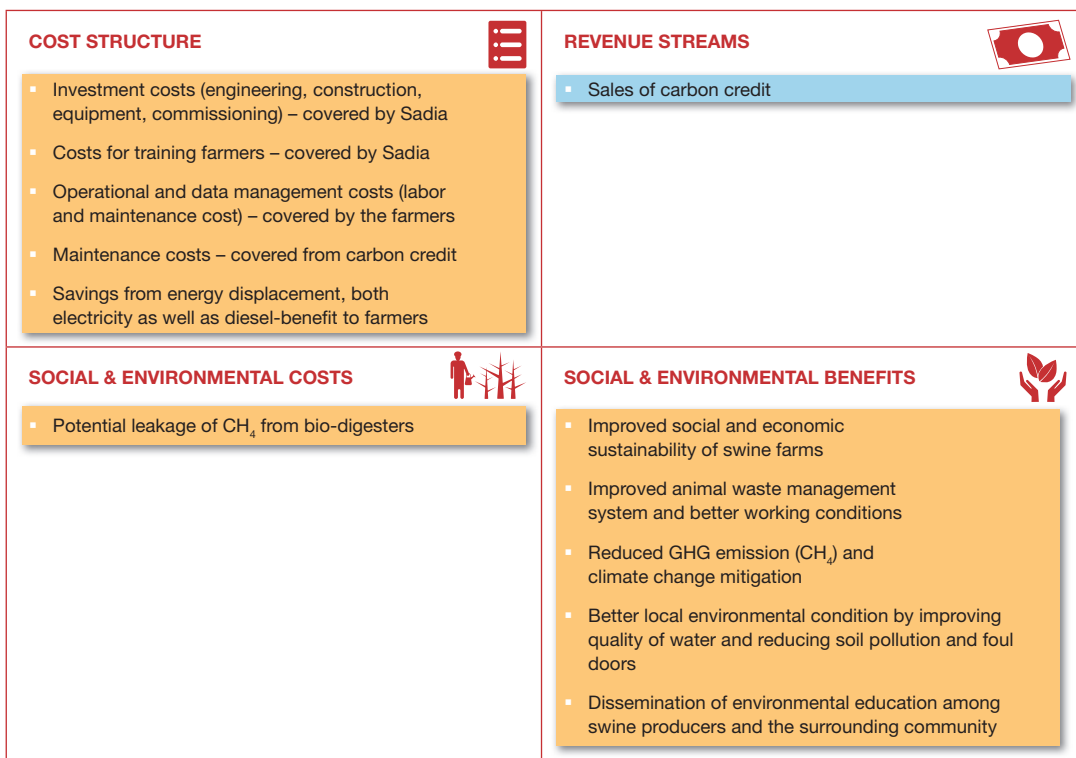 COST STRUCTURE
Investment costs (engineering, construction,
equipment, commissioning) – covered by Sadia
Costs for training farmers – covered by Sadia
Operational and data management costs (labor
and maintenance cost) – covered by the farmers
Maintenance costs – covered from carbon credit
Savings from energy displacement, both
electricity as well as diesel-benefit to farmers
REVENUE STREAMS
Sales of carbon credit
SOCIAL & ENVIRONMENTAL COSTS
Potential leakage of CH₄ from bio-digesters
SOCIAL & ENVIRONMENTAL BENEFITS
Improved social and economic
sustainability of swine farms
Improved animal waste management
system and better working conditions
Reduced GHG emission (CH₄) and
climate change mitigation
Better local environmental condition by improving
quality of water and reducing soil pollution and foul
doors
Dissemination of environmental education among
swine producers and the surrounding community